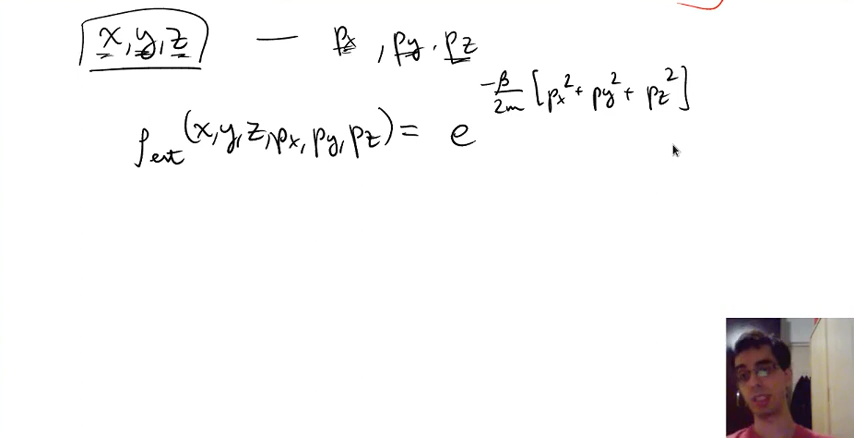 x, y, z — px, py, pz
ρext (x, y, z, px, py, pz) = e^{-β/2m [px² + py² + pz²]}